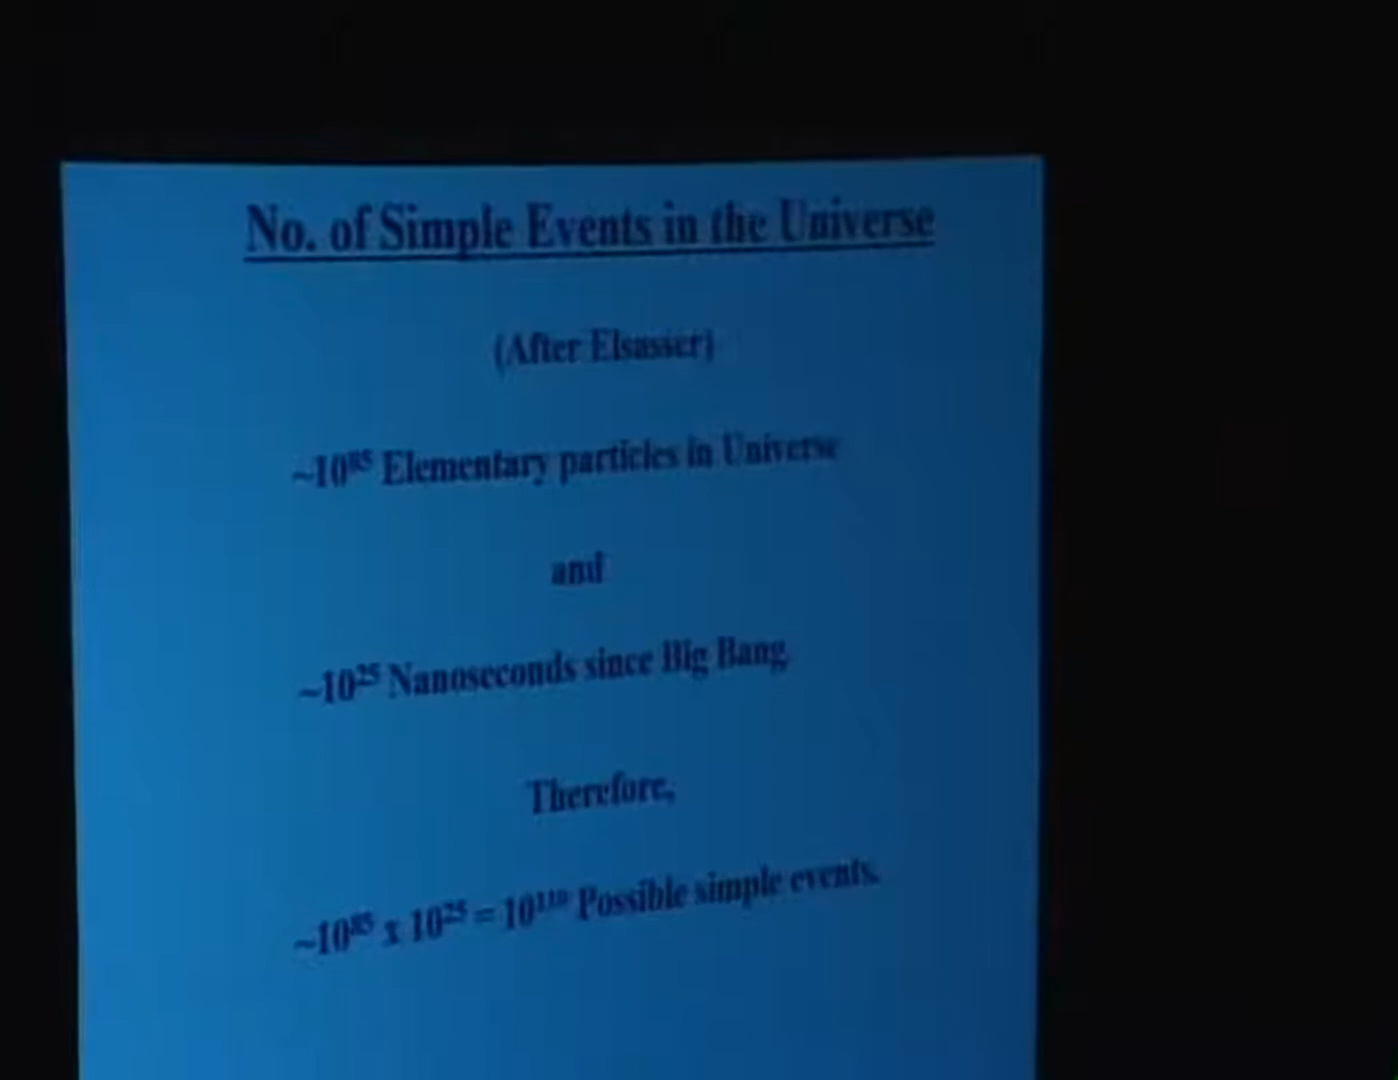 No. of Simple Events in the Universe
(After Elsasser)
~10⁸⁵ Elementary particles in Universe
and
~10²⁵ Nanoseconds since Big Bang
Therefore,
~10⁸⁵ x 10²⁵ = 10¹¹⁰ Possible simple events.